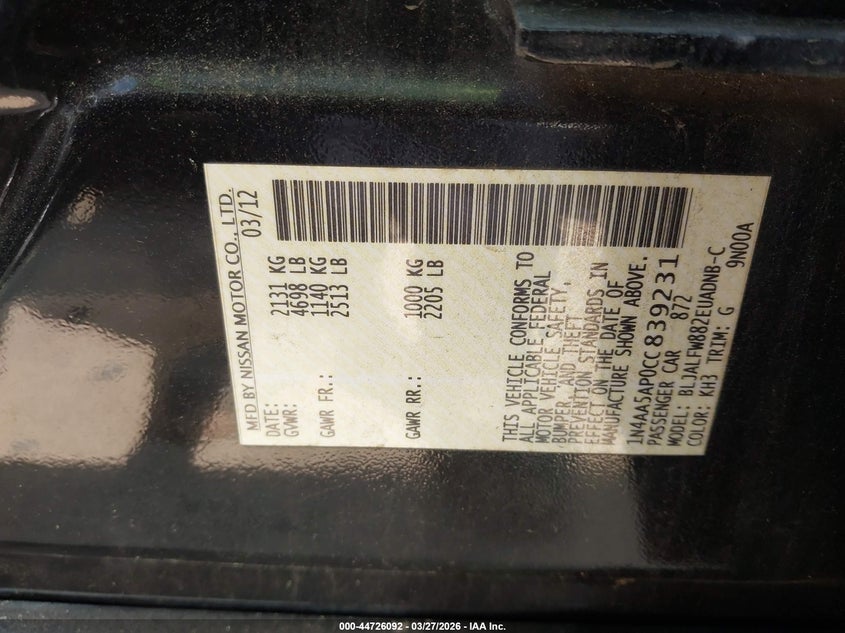 MFD BY NISSAN MOTOR CO., LTD.
DATE: 03/12
GVWR: 2131 KG
4698 LB
GAWR FR.: 1140 KG
2513 LB
GAWR RR.: 1000 KG
2205 LB
THIS VEHICLE CONFORMS TO
ALL APPLICABLE FEDERAL
MOTOR VEHICLE SAFETY,
BUMPER, AND THEFT
PREVENTION STANDARDS IN
EFFECT ON THE DATE OF
MANUFACTURE SHOWN ABOVE.
1N4AA5AP0CC839231
PASSENGER CAR 872
MODEL: BLJALFW882EUADNB-C
COLOR: KH3 TRIM: G 9N00A
000-44726092 - 03/27/2026 - IAA Inc.